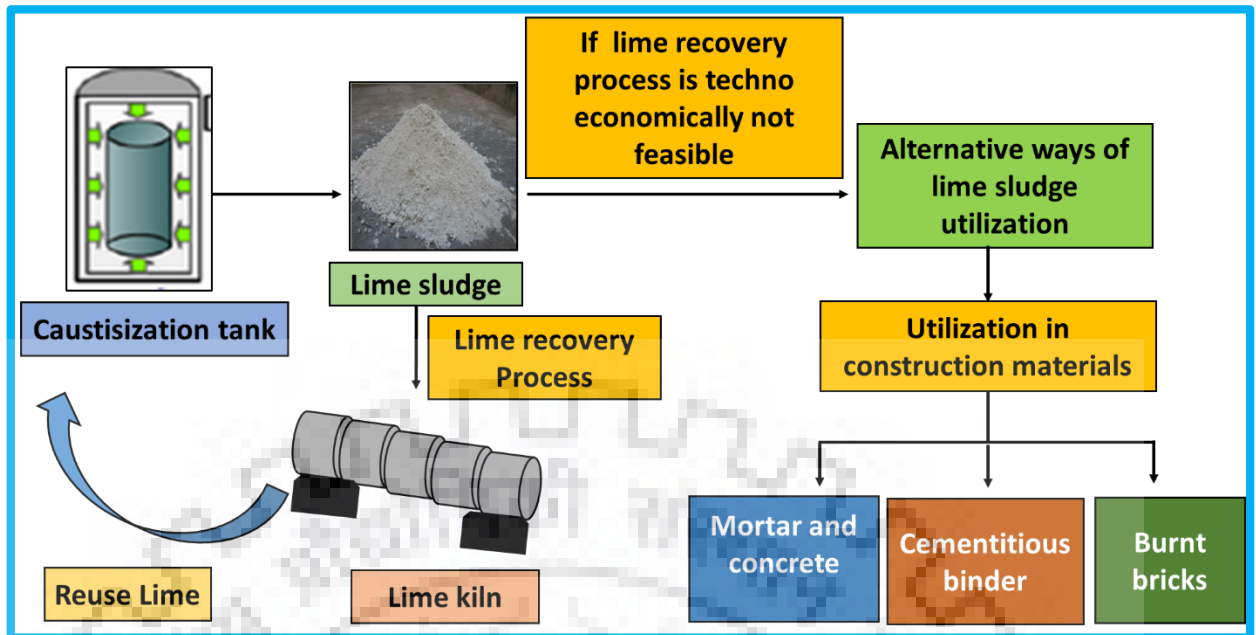 If lime recovery
process is techno
economically not
feasible
Alternative ways of
lime sludge
utilization
Lime sludge
Caustisization tank
Lime recovery
Process
Utilization in
construction materials
Reuse Lime
Lime kiln
Mortar and
concrete
Cementitious
binder
Burnt
bricks